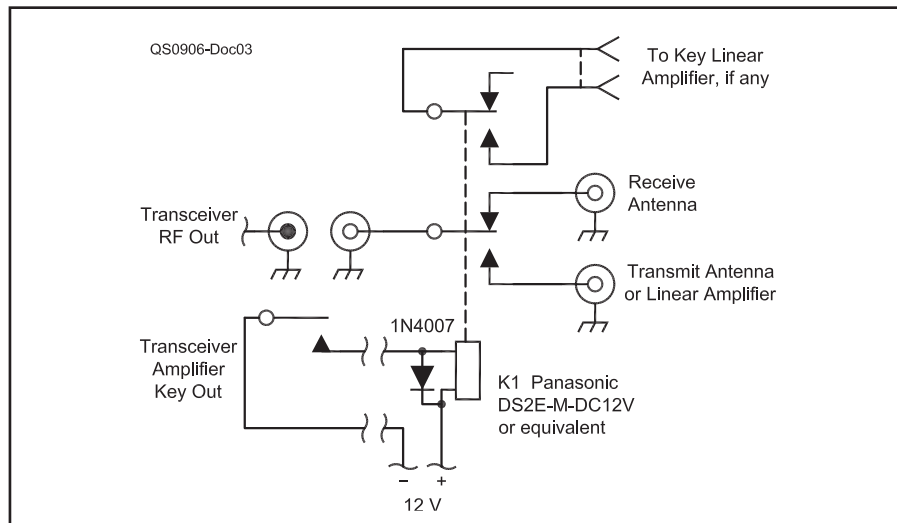 QS0906-Doc03
To Key Linear
Amplifier, if any
Receive
Antenna
Transceiver
RF Out
Transmit Antenna
or Linear Amplifier
1N4007
Transceiver
Amplifier
Key Out
K1 Panasonic
DS2E-M-DC12V
or equivalent
− +
12 V